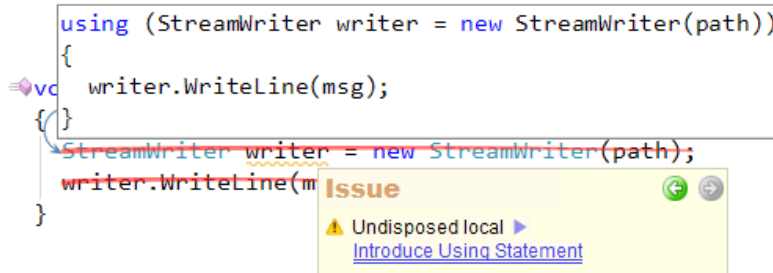 using (StreamWriter writer = new StreamWriter(path))
{
writer.WriteLine(msg);
}
{
StreamWriter writer = new StreamWriter(path);
writer.WriteLine(m
}
Issue
Undisposed local
Introduce Using Statement